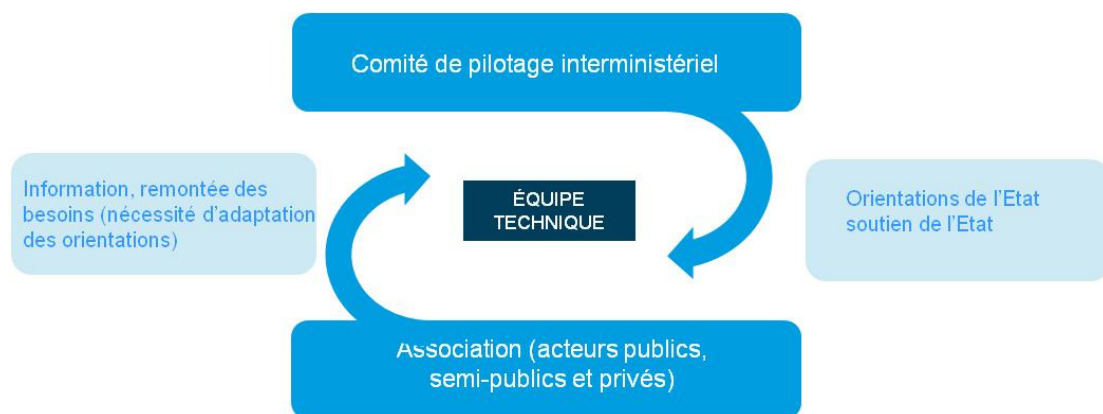 Comité de pilotage interministériel
Information, remontée des
besoins (nécessité d'adaptation
des orientations)
ÉQUIPE
TECHNIQUE
Orientations de l'Etat
soutien de l'Etat
Association (acteurs publics,
semi-publics et privés)